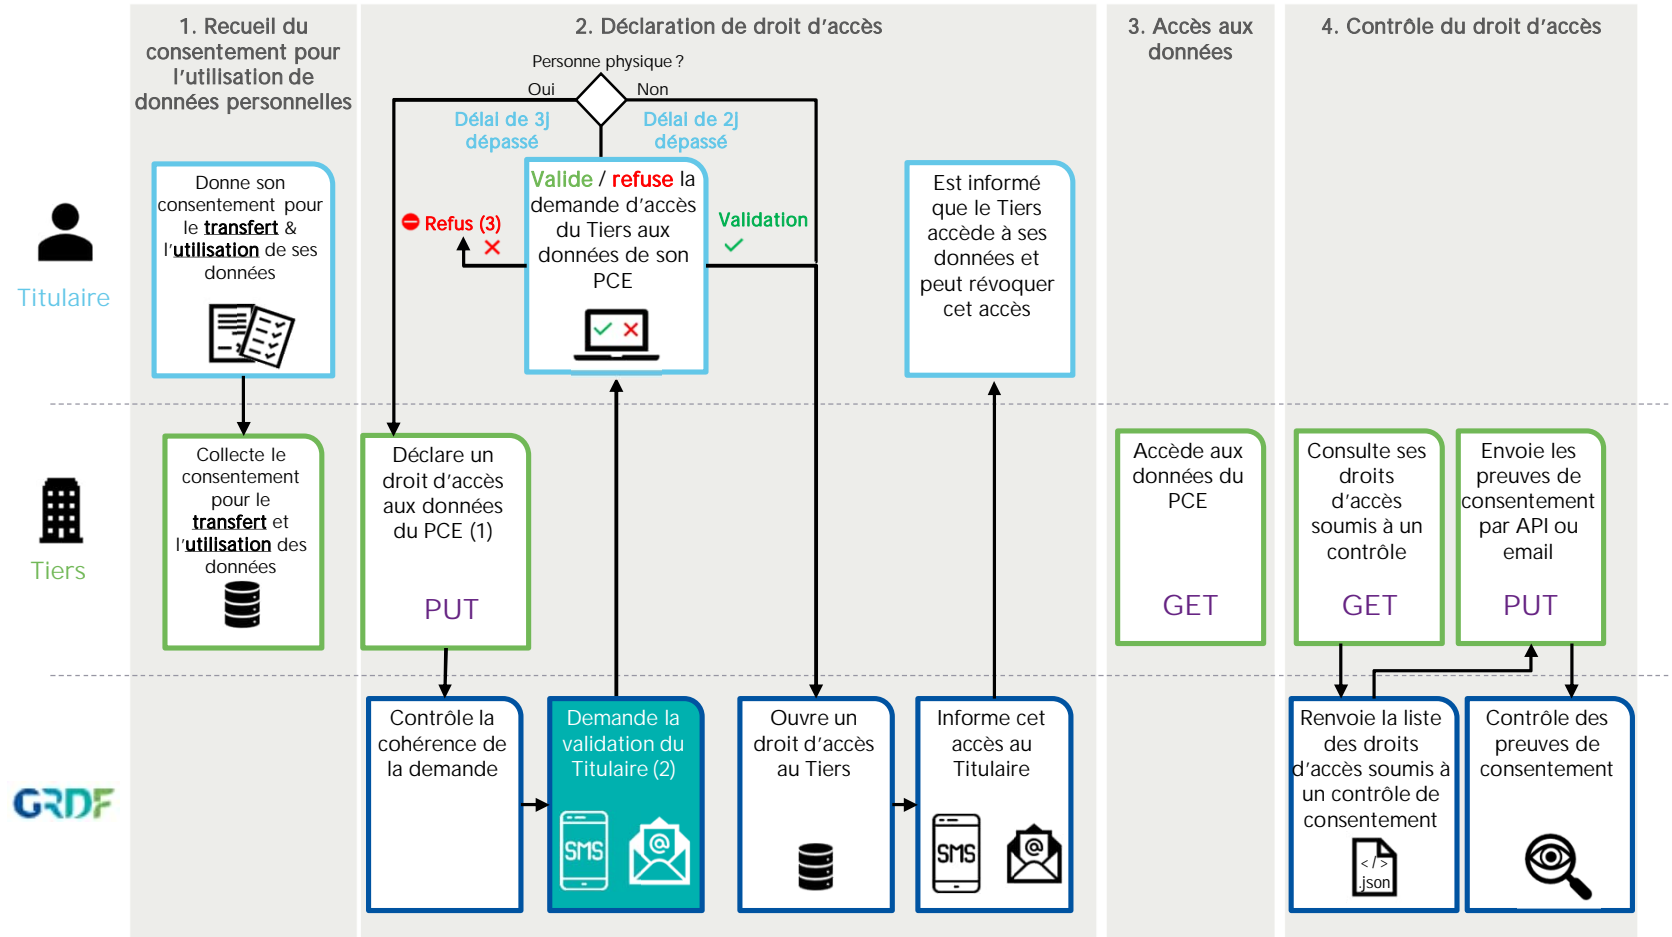 1. Recueil du
consentement pour
l'utilisation de
données personnelles
2. Déclaration de droit d'accès
3. Accès aux
données
4. Contrôle du droit d'accès
Personne physique ?
Oui
Non
Délai de 3j
dépassé
Délai de 2j
dépassé
Titulaire
Donne son
consentement pour
le transfert &
l'utilisation de ses
données
Refus (3)
Valide / refuse la
demande d'accès
du Tiers aux
données de son
PCE
Validation
Est informé
que le Tiers
accède à ses
données et
peut révoquer
cet accès
Tiers
Collecte le
consentement
pour le
transfert et
l'utilisation des
données
Déclare un
droit d'accès
aux données
du PCE (1)
PUT
Accède aux
données du
PCE
GET
Consulte ses
droits
d'accès
soumis à un
contrôle
GET
Envoie les
preuves de
consentement
par API ou
email
PUT
GRDF
Contrôle la
cohérence de
la demande
Demande la
validation du
Titulaire (2)
SMS
@
Ouvre un
droit d'accès
au Tiers
Informe cet
accès au
Titulaire
SMS
@
Renvoie la liste
des droits
d'accès soumis à
un contrôle de
consentement
</>
.json
Contrôle des
preuves de
consentement